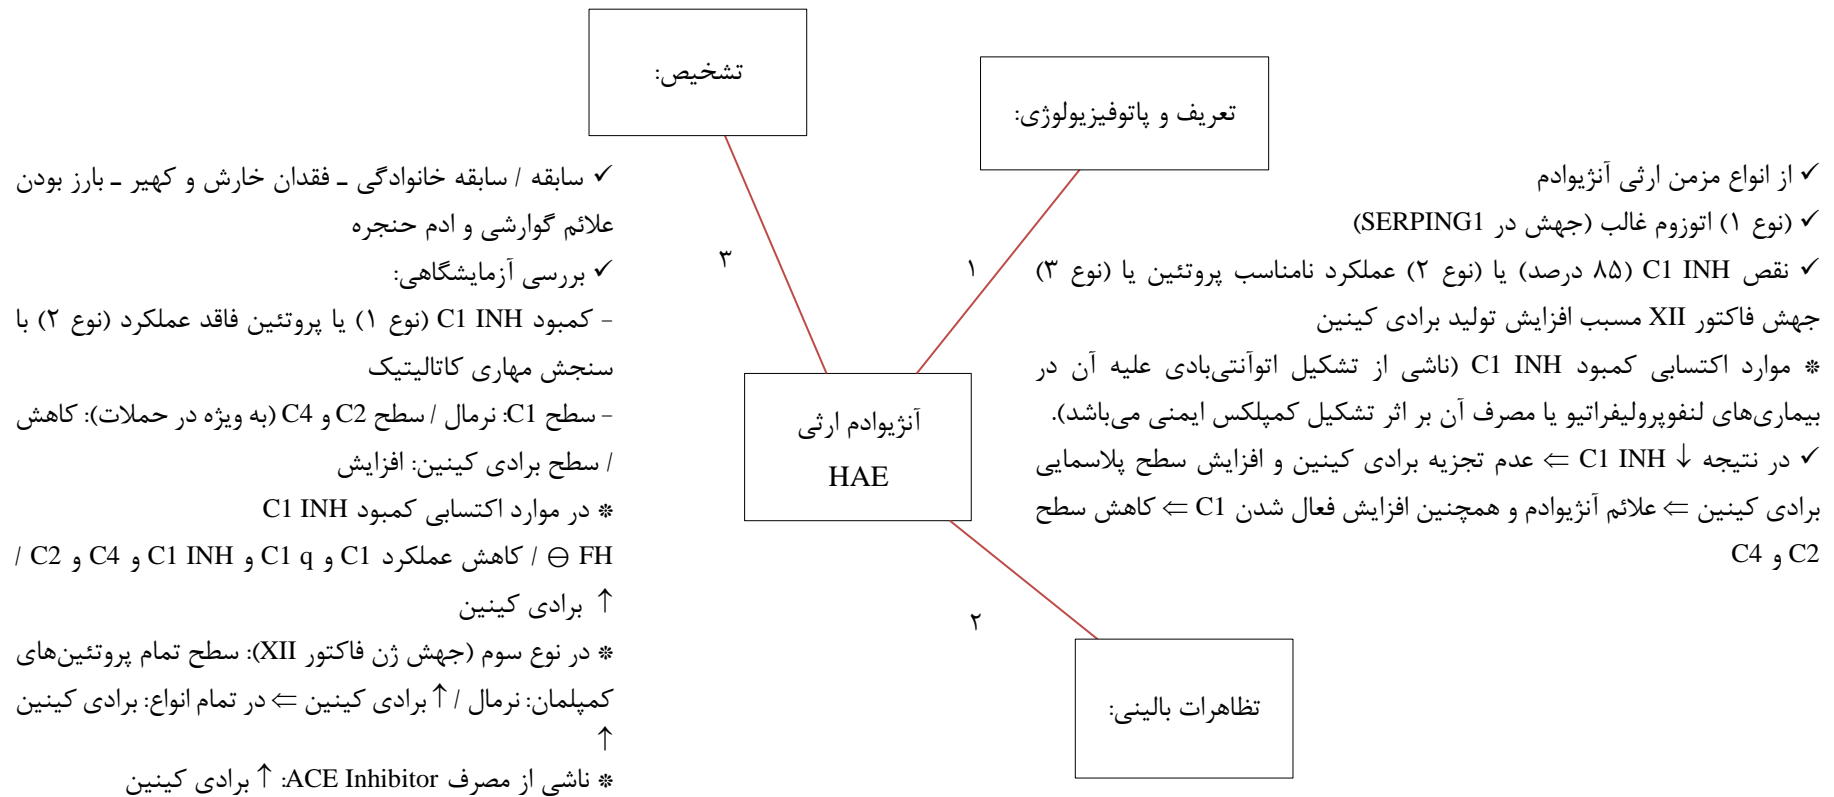 تعریف و پاتوفیزیولوژی:
✓ از انواع مزمن ارثی آنژیوادم
✓ (نوع ۱) اتوزوم غالب (جهش در SERPING1)
✓ نقص C1 INH (۸۵ درصد) یا (نوع ۲) عملکرد نامناسب پروتئین یا (نوع ۳)
جهش فاکتور XII مسبب افزایش تولید برادی کینین
* موارد اکتسابی کمبود C1 INH (ناشی از تشکیل اتوآنتی‌بادی علیه آن در
بیماری‌های لنفوپرولیفراتیو یا مصرف آن بر اثر تشکیل کمپلکس ایمنی می‌باشد).
✓ در نتیجه ↓ C1 INH ⇐ عدم تجزیه برادی کینین و افزایش سطح پلاسمایی
برادی کینین ⇐ علائم آنژیوادم و همچنین افزایش فعال شدن C1 ⇐ کاهش سطح
C2 و C4
۱
آنژیوادم ارثی
HAE
۲
تظاهرات بالینی:
۳
تشخیص:
✓ سابقه / سابقه خانوادگی ـ فقدان خارش و کهیر ـ بارز بودن
علائم گوارشی و ادم حنجره
✓ بررسی آزمایشگاهی:
- کمبود C1 INH (نوع ۱) یا پروتئین فاقد عملکرد (نوع ۲) با
سنجش مهاری کاتالیتیک
- سطح C1: نرمال / سطح C2 و C4 (به ویژه در حملات): کاهش
/ سطح برادی کینین: افزایش
* در موارد اکتسابی کمبود C1 INH
FH ⊖ / کاهش عملکرد C1 و C1 q و C1 INH و C4 و C2 /
↑ برادی کینین
* در نوع سوم (جهش ژن فاکتور XII): سطح تمام پروتئین‌های
کمپلمان: نرمال / ↑ برادی کینین ⇐ در تمام انواع: برادی کینین
↑
* ناشی از مصرف ACE Inhibitor: ↑ برادی کینین